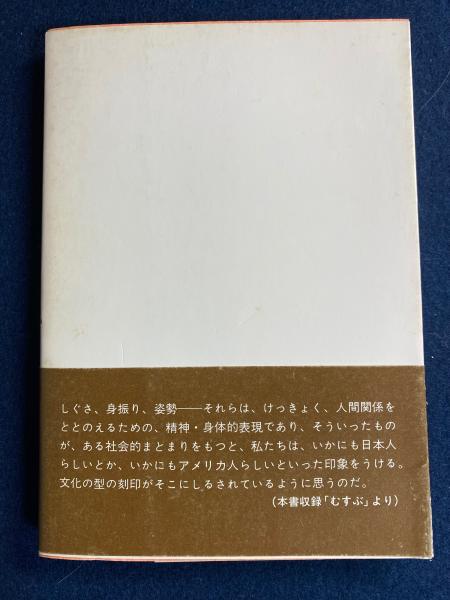 しぐさ、身振り、姿勢――それらは、けっきょく、人間関係を
ととのえるための、精神・身体的表現であり、そういったもの
が、ある社会的まとまりをもつと、私たちは、いかにも日本人
らしいとか、いかにもアメリカ人らしいといった印象をうける。
文化の型の刻印がそこにしるされているように思うのだ。
(本書収録「むすぶ」より)